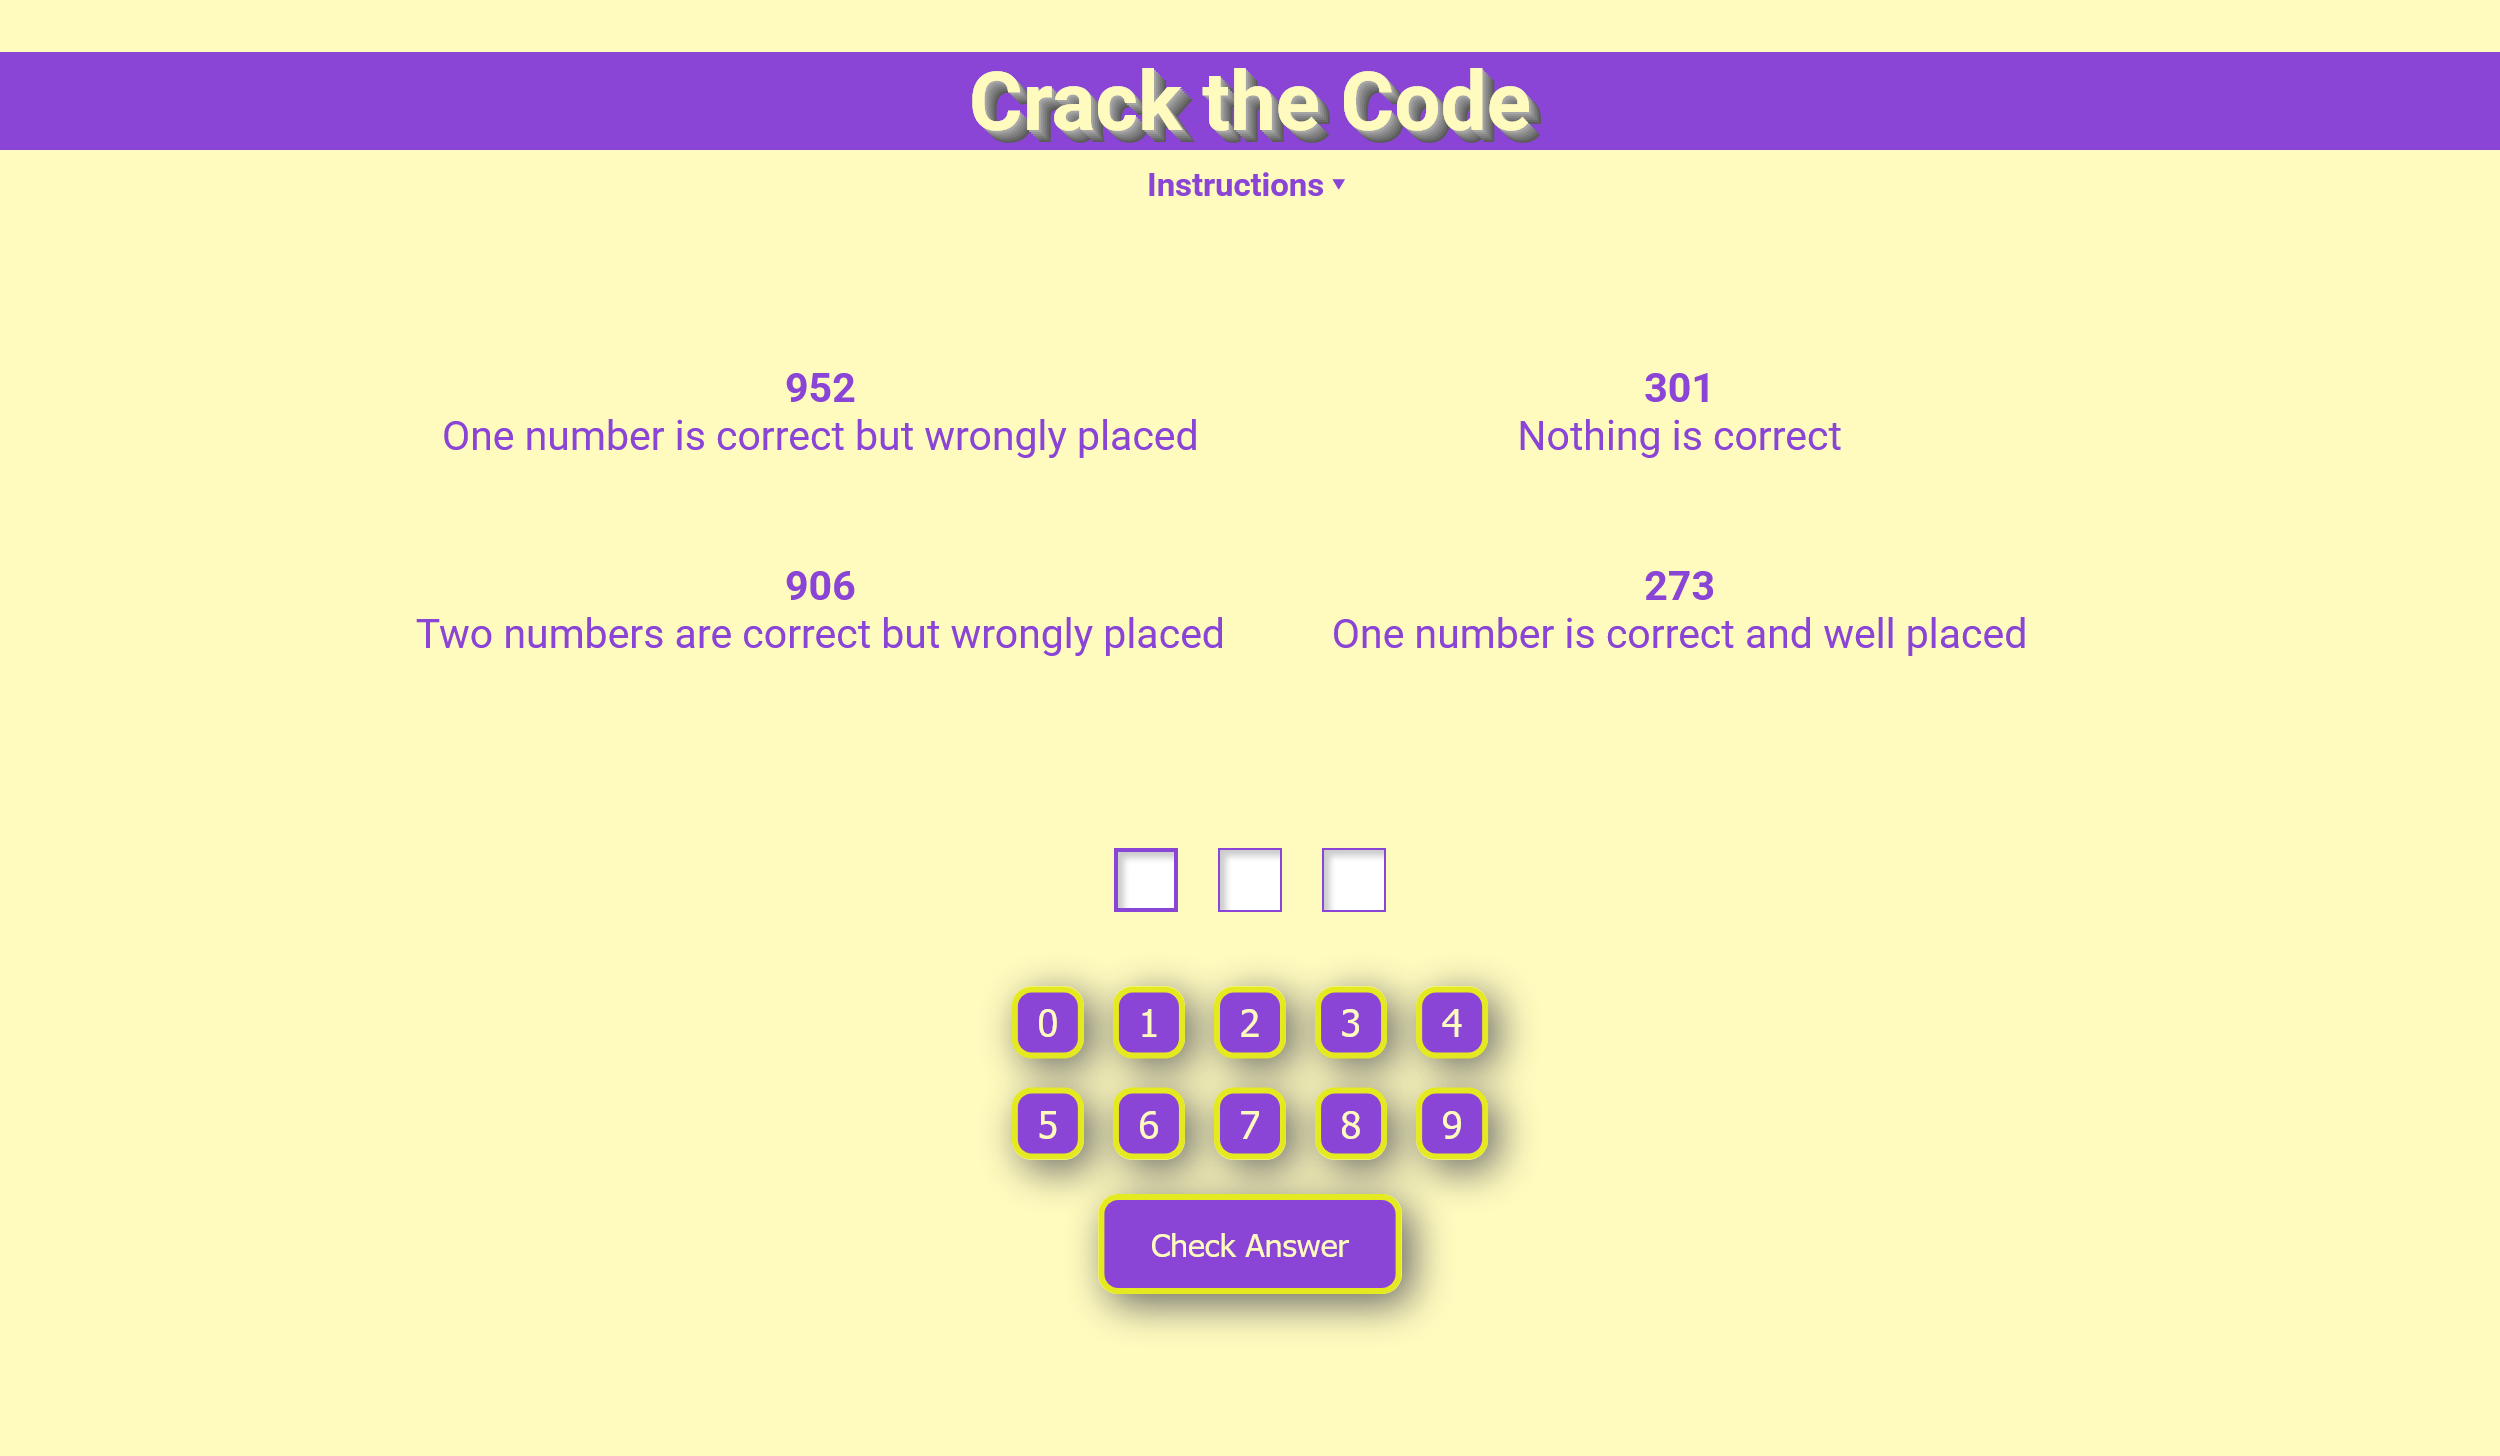 Crack the Code
Instructions ▾
952
One number is correct but wrongly placed
301
Nothing is correct
906
Two numbers are correct but wrongly placed
273
One number is correct and well placed
0 1 2 3 4
5 6 7 8 9
Check Answer